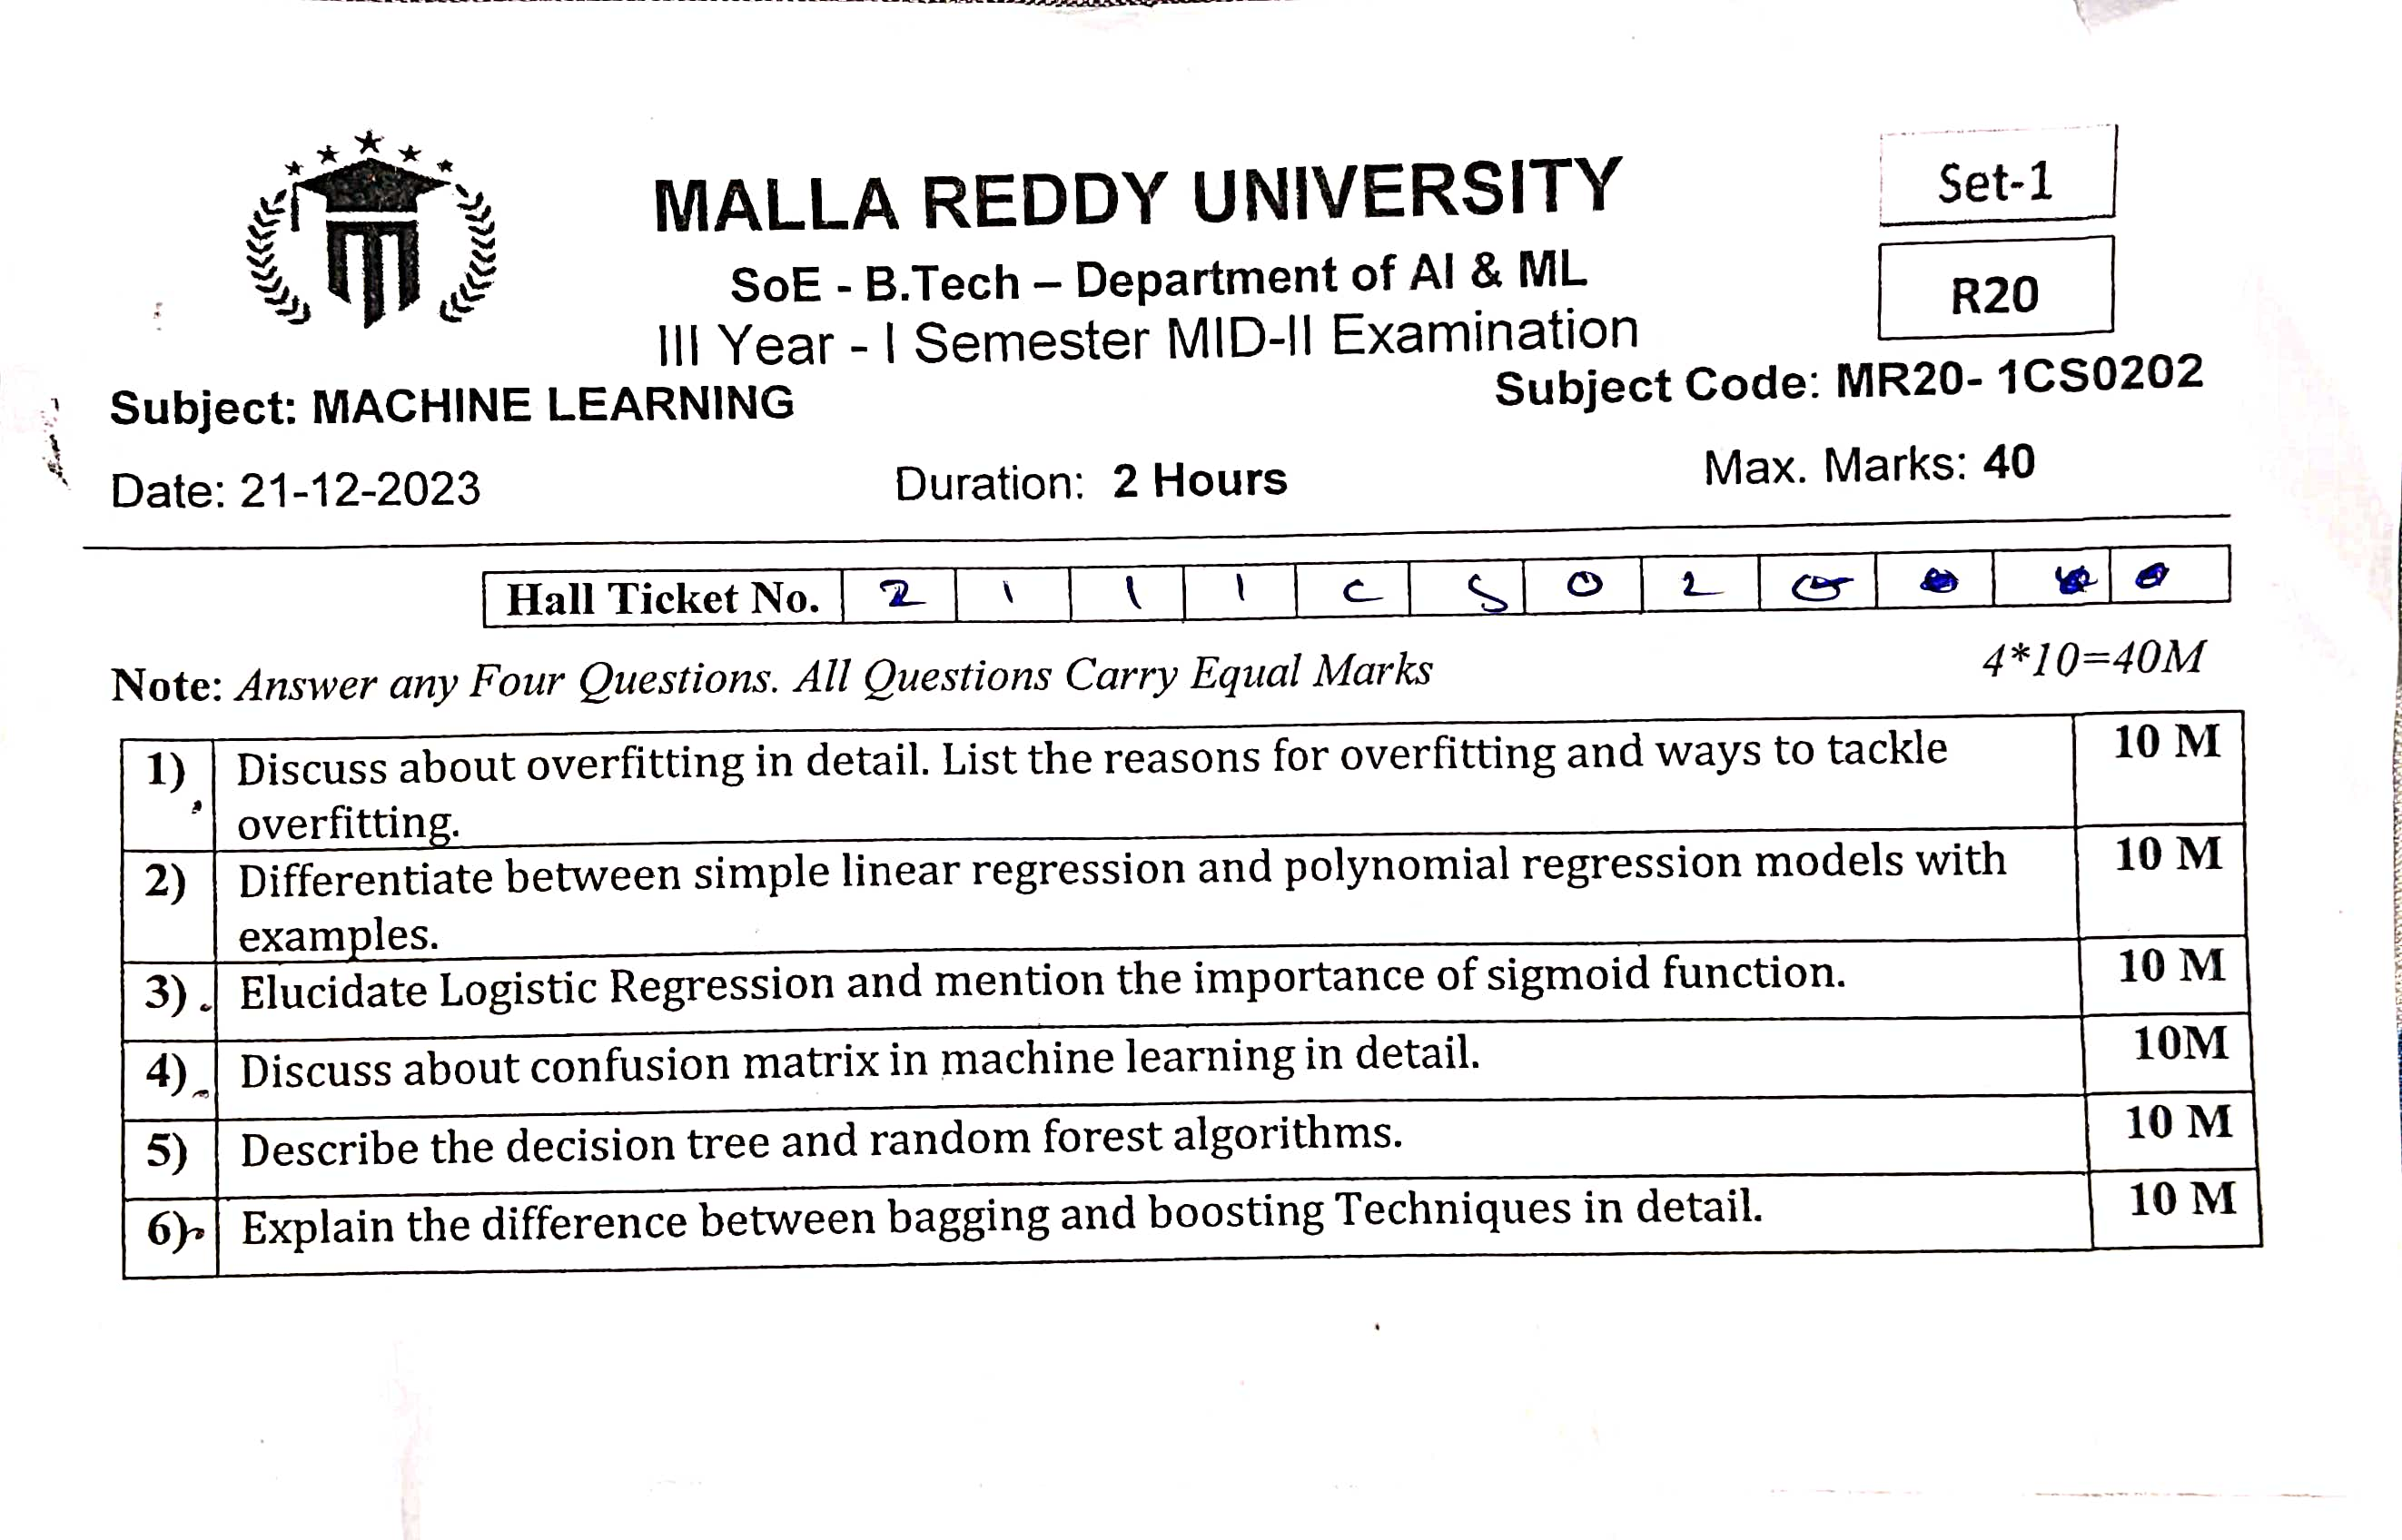 MALLA REDDY UNIVERSITY
Set-1
SoE - B.Tech – Department of AI & ML
R20
III Year - I Semester MID-II Examination
Subject: MACHINE LEARNING
Subject Code: MR20- 1CS0202
Date: 21-12-2023
Duration: 2 Hours
Max. Marks: 40
Hall Ticket No. 2 1 1 1 C S 0 2
Note: Answer any Four Questions. All Questions Carry Equal Marks
4*10=40M
1) Discuss about overfitting in detail. List the reasons for overfitting and ways to tackle 10 M
overfitting.
2) Differentiate between simple linear regression and polynomial regression models with 10 M
examples.
3) Elucidate Logistic Regression and mention the importance of sigmoid function. 10 M
4) Discuss about confusion matrix in machine learning in detail. 10M
5) Describe the decision tree and random forest algorithms. 10 M
6) Explain the difference between bagging and boosting Techniques in detail. 10 M